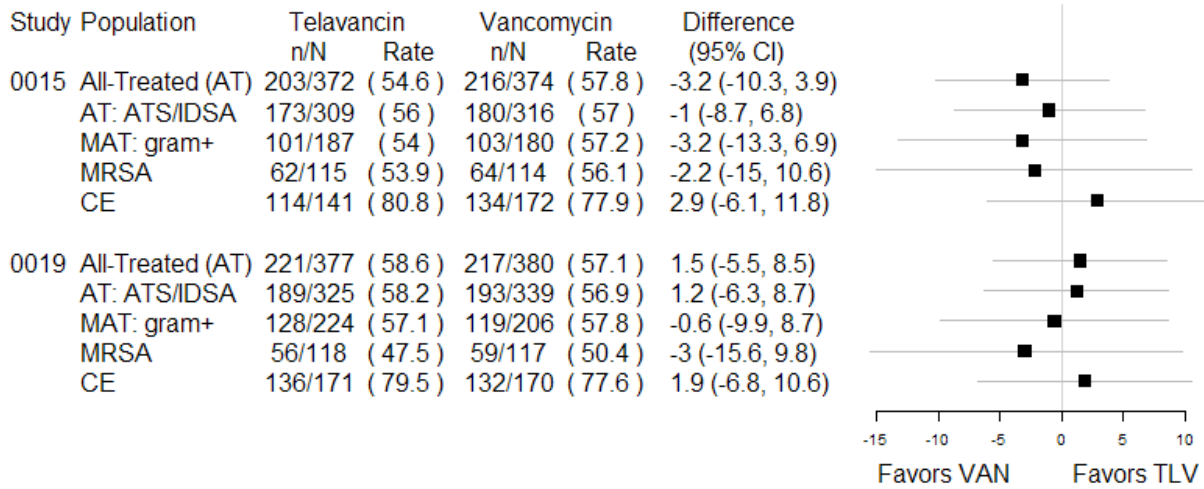 Study Population Telavancin Vancomycin Difference
n/N Rate n/N Rate (95% CI)
0015 All-Treated (AT) 203/372 ( 54.6 ) 216/374 ( 57.8 ) -3.2 (-10.3, 3.9)
AT: ATS/IDSA 173/309 ( 56 ) 180/316 ( 57 ) -1 (-8.7, 6.8)
MAT: gram+ 101/187 ( 54 ) 103/180 ( 57.2 ) -3.2 (-13.3, 6.9)
MRSA 62/115 ( 53.9 ) 64/114 ( 56.1 ) -2.2 (-15, 10.6)
CE 114/141 ( 80.8 ) 134/172 ( 77.9 ) 2.9 (-6.1, 11.8)
0019 All-Treated (AT) 221/377 ( 58.6 ) 217/380 ( 57.1 ) 1.5 (-5.5, 8.5)
AT: ATS/IDSA 189/325 ( 58.2 ) 193/339 ( 56.9 ) 1.2 (-6.3, 8.7)
MAT: gram+ 128/224 ( 57.1 ) 119/206 ( 57.8 ) -0.6 (-9.9, 8.7)
MRSA 56/118 ( 47.5 ) 59/117 ( 50.4 ) -3 (-15.6, 9.8)
CE 136/171 ( 79.5 ) 132/170 ( 77.6 ) 1.9 (-6.8, 10.6)
-15 -10 -5 0 5 10
Favors VAN Favors TLV